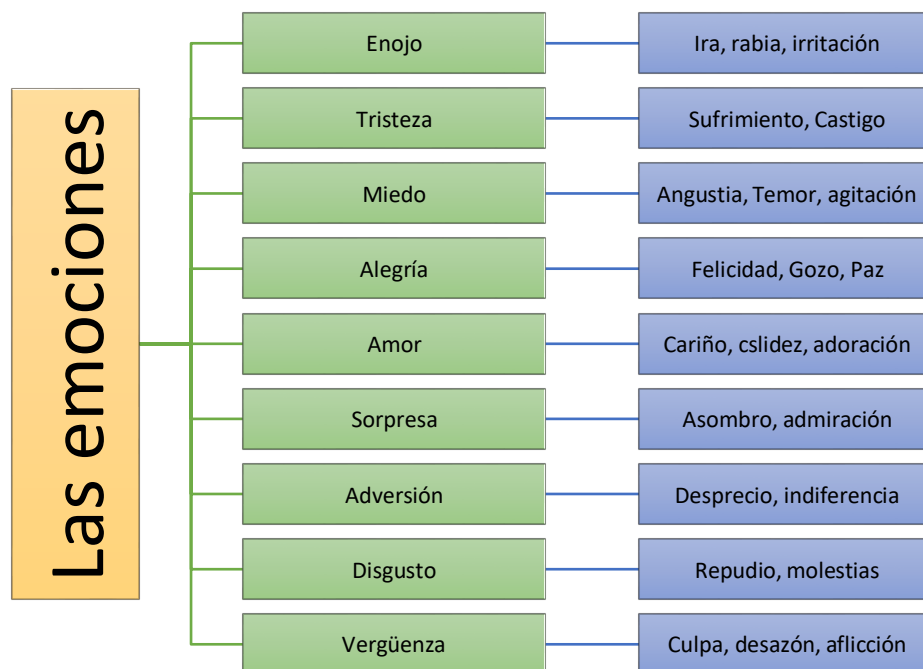 Las emociones
Enojo
Ira, rabia, irritación
Tristeza
Sufrimiento, Castigo
Miedo
Angustia, Temor, agitación
Alegría
Felicidad, Gozo, Paz
Amor
Cariño, cslidez, adoración
Sorpresa
Asombro, admiración
Adversión
Desprecio, indiferencia
Disgusto
Repudio, molestias
Vergüenza
Culpa, desazón, aflicción